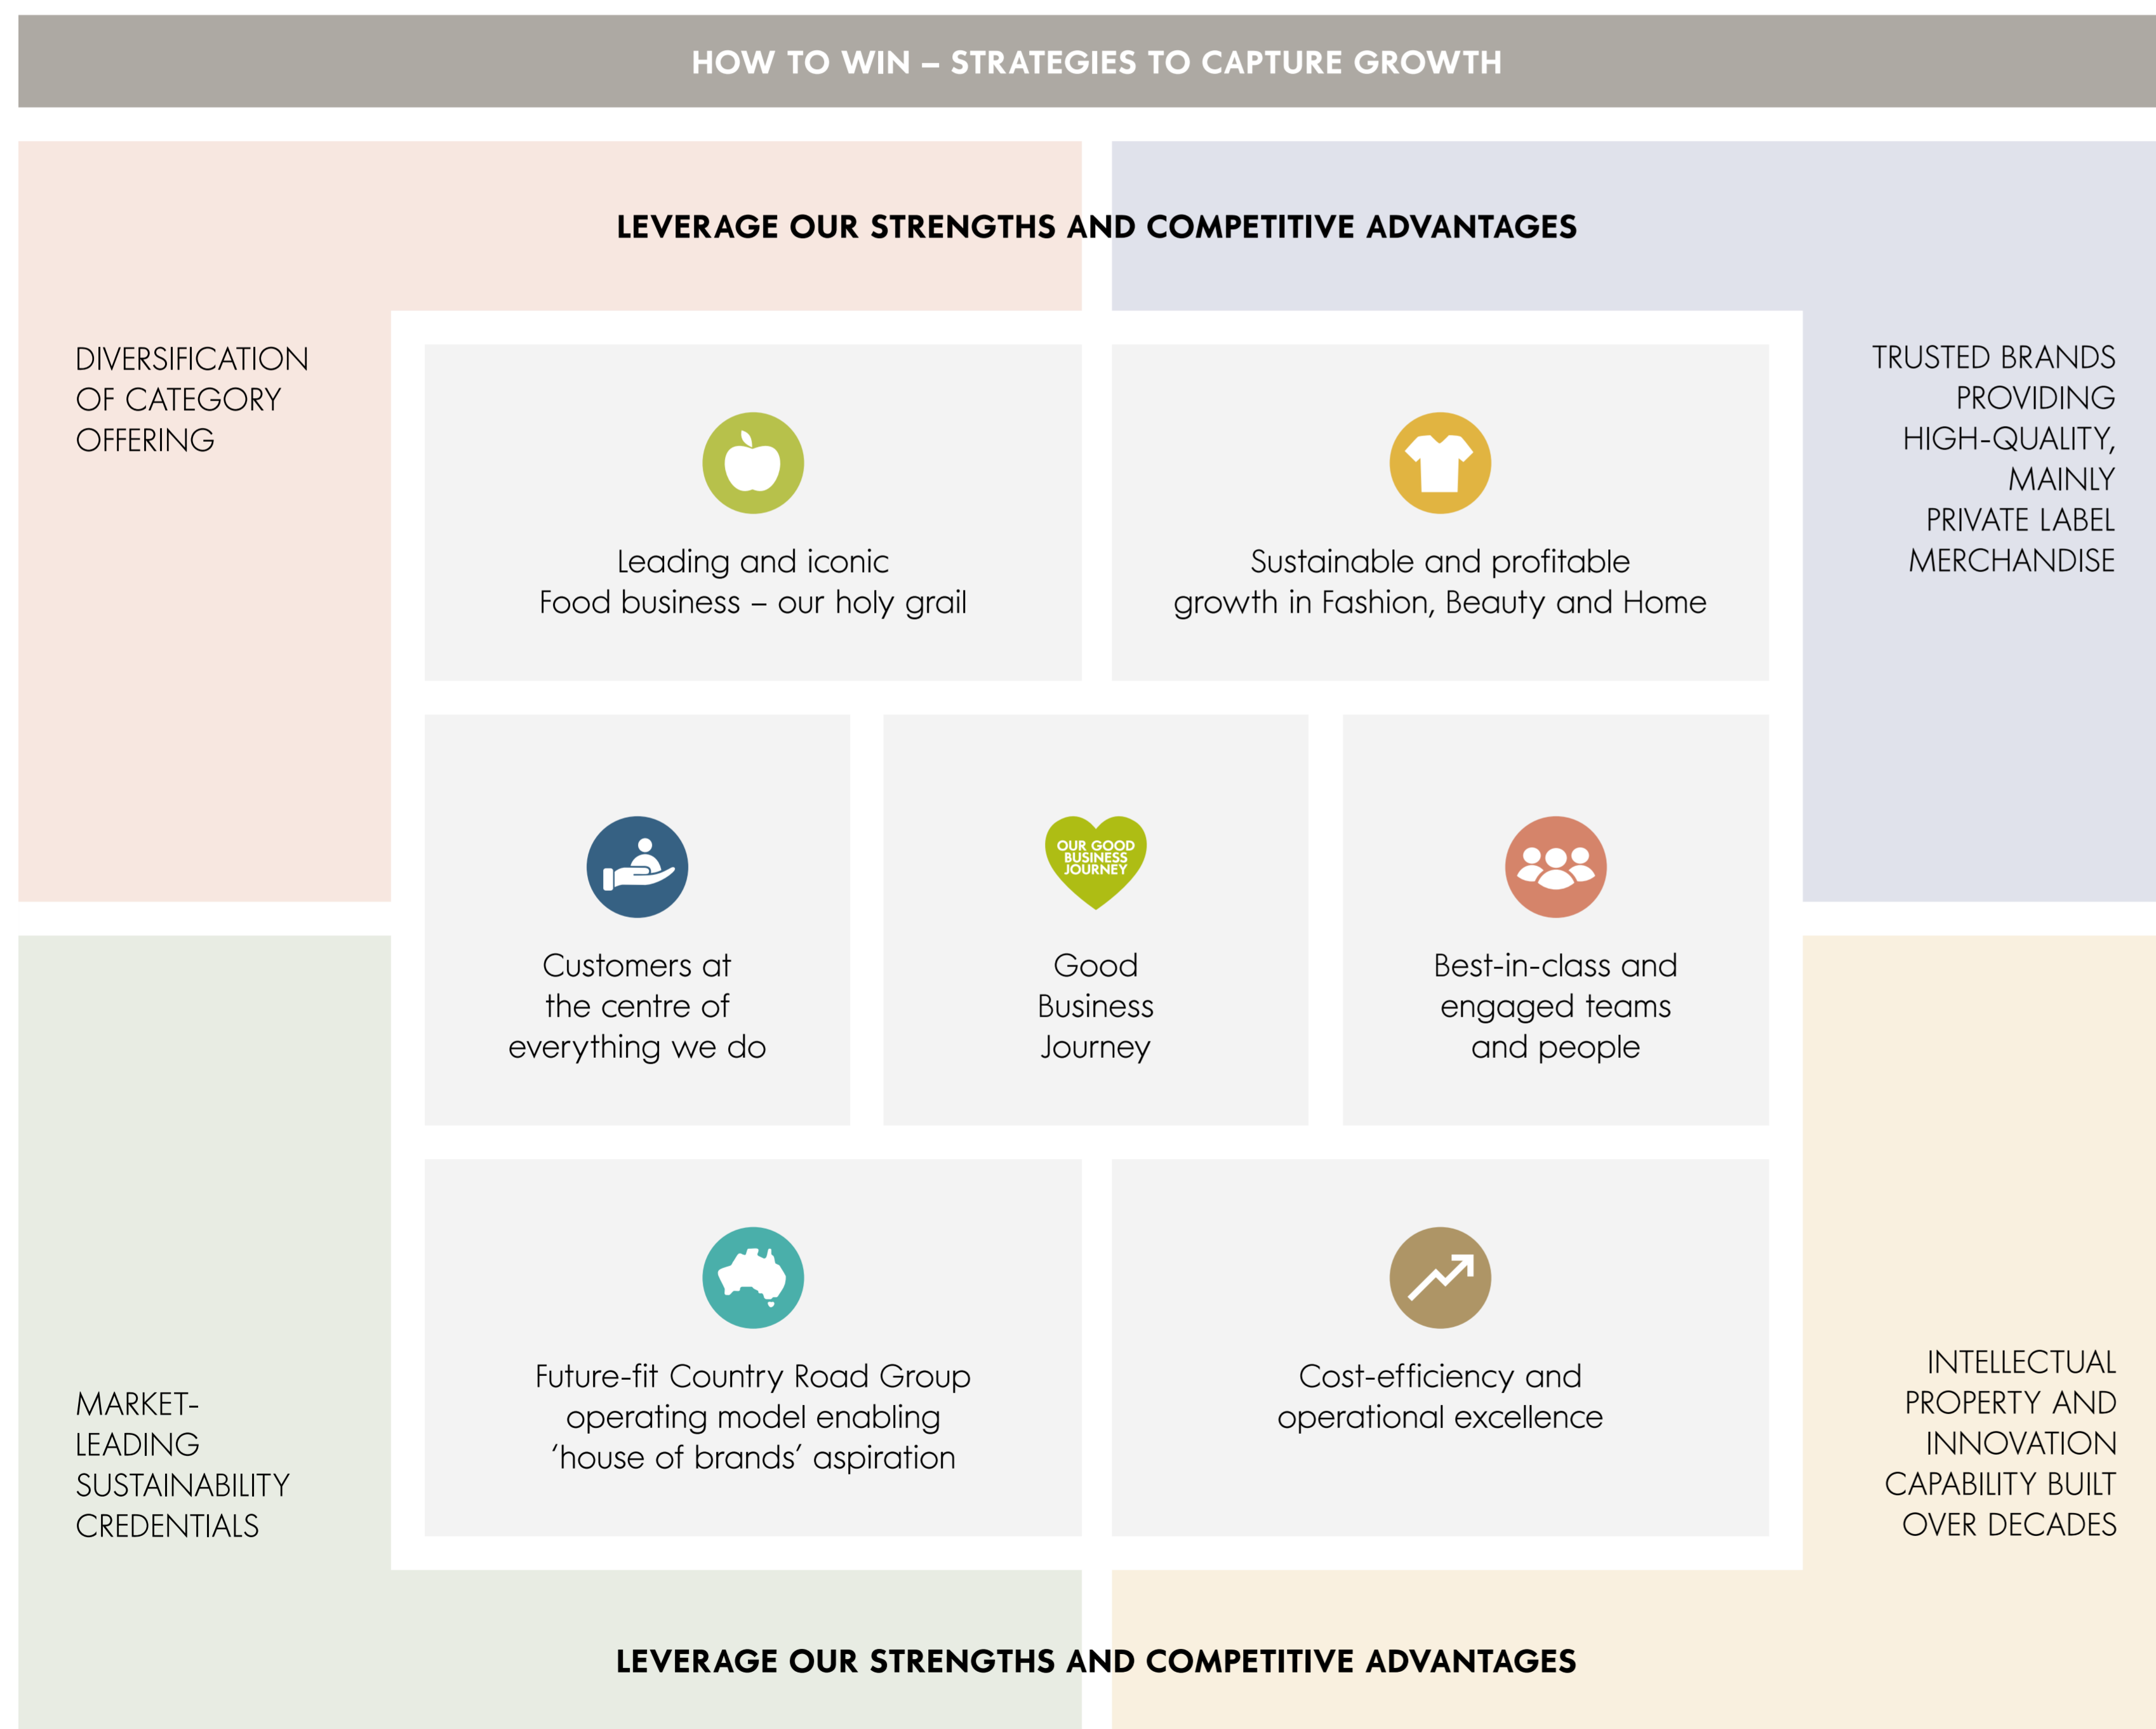 HOW TO WIN – STRATEGIES TO CAPTURE GROWTH
LEVERAGE OUR STRENGTHS AND COMPETITIVE ADVANTAGES
DIVERSIFICATION
OF CATEGORY
OFFERING
TRUSTED BRANDS
PROVIDING
HIGH-QUALITY,
MAINLY
PRIVATE LABEL
MERCHANDISE
Leading and iconic
Food business – our holy grail
Sustainable and profitable
growth in Fashion, Beauty and Home
Customers at
the centre of
everything we do
OUR GOOD
BUSINESS
JOURNEY
Good
Business
Journey
Best-in-class and
engaged teams
and people
Future-fit Country Road Group
operating model enabling
‘house of brands’ aspiration
Cost-efficiency and
operational excellence
MARKET-
LEADING
SUSTAINABILITY
CREDENTIALS
INTELLECTUAL
PROPERTY AND
INNOVATION
CAPABILITY BUILT
OVER DECADES
LEVERAGE OUR STRENGTHS AND COMPETITIVE ADVANTAGES